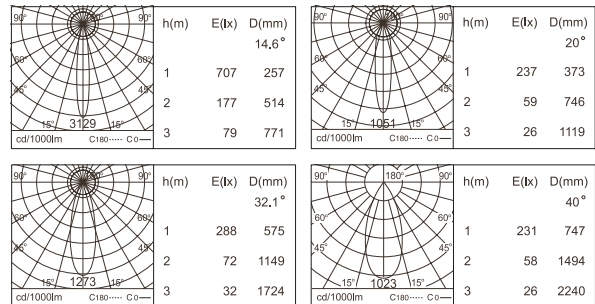 90° 90° h(m) E(lx) D(mm)
14.6°
60° 60° 1 707 257
45° 45° 2 177 514
15° 3129 15° 3 79 771
cd/1000lm C180····· C0—
90° 90° h(m) E(lx) D(mm)
20°
60° 60° 1 237 373
45° 45° 2 59 746
15° 1051 15° 3 26 1119
cd/1000lm C180····· C0—
90° 90° h(m) E(lx) D(mm)
32.1°
60° 60° 1 288 575
45° 45° 2 72 1149
15° 1273 15° 3 32 1724
cd/1000lm C180····· C0—
90° 180° 90° h(m) E(lx) D(mm)
40°
60° 60° 1 231 747
45° 45° 2 58 1494
15° 1023 15° 3 26 2240
cd/1000lm C180····· C0—